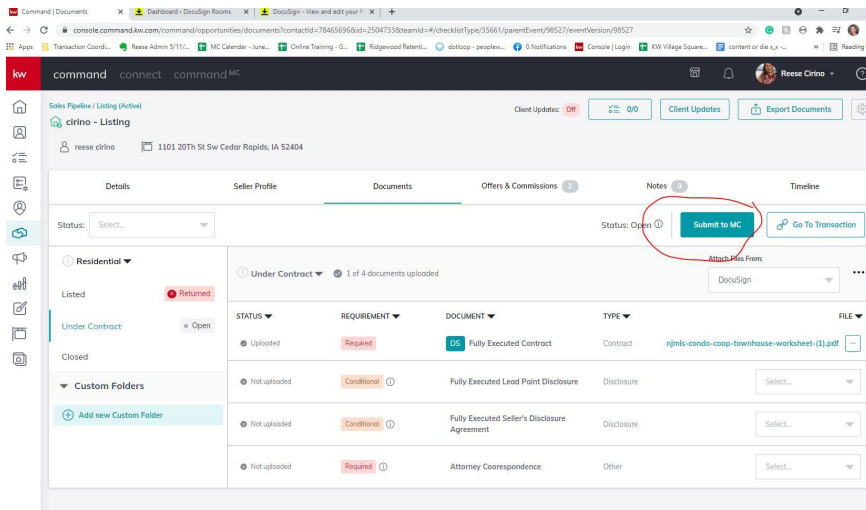 Command | Documents
Dashboard › DocuSign Rooms
DocuSign - View and edit your
console.command.kw.com/command/opportunities/documents?contactId=78465696&id=2504733&teamId=#/checklistType/35661/parentEvent/98527/eventVersion/98527
Apps
Transaction Coordi...
Reese Admin 5/11/...
MC Calendar - June...
Online Training - G...
Ridgewood Retenti...
dotloop - peoplew...
0 Notifications
Console | Login
KW Village Square...
content or die x_x -...
»
Reading
kw
command
connect
command MC
Reese Cirino
Sales Pipeline / Listing (Active)
Client Updates: Off
0/0
Client Updates
Export Documents
cirino - Listing
reese cirino
1101 20Th St Sw Cedar Rapids, IA 52404
Details
Seller Profile
Documents
Offers & Commissions 2
Notes 0
Timeline
Status:
Select...
Status: Open
Submit to MC
Go To Transaction
Residential
Listed
Returned
Under Contract
Open
Closed
Custom Folders
Add new Custom Folder
Under Contract
1 of 4 documents uploaded
Attach Files From:
DocuSign
STATUS
REQUIREMENT
DOCUMENT
TYPE
FILE
Uploaded
Required
DS Fully Executed Contract
Contract
njmls-condo-coop-townhouse-worksheet-(1).pdf
Not uploaded
Conditional
Fully Executed Lead Paint Disclosure
Disclosure
Select...
Not uploaded
Conditional
Fully Executed Seller's Disclosure
Agreement
Disclosure
Select...
Not uploaded
Required
Attorney Coorespondence
Other
Select...